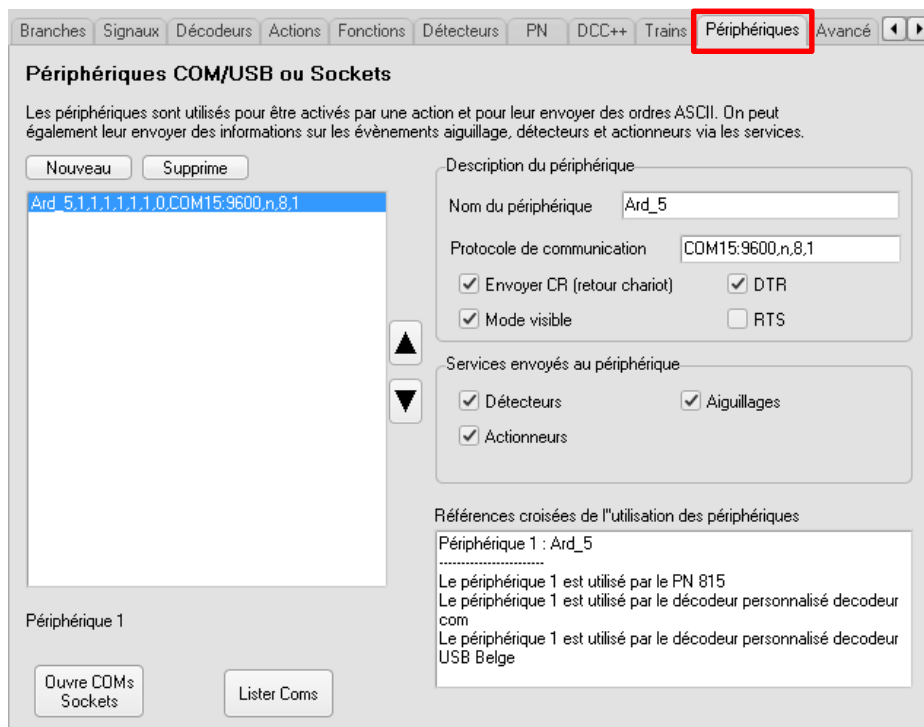 Branches Signaux Décodeurs Actions Fonctions Détecteurs PN DCC++ Trains Périphériques Avancé
Périphériques COM/USB ou Sockets
Les périphériques sont utilisés pour être activés par une action et pour leur envoyer des ordres ASCII. On peut
également leur envoyer des informations sur les évènements aiguillage, détecteurs et actionneurs via les services.
Nouveau Supprime
Ard_5,1,1,1,1,1,1,0,COM15:9600,n,8,1
Description du périphérique
Nom du périphérique Ard_5
Protocole de communication COM15:9600,n,8,1
Envoyer CR (retour chariot) DTR
Mode visible RTS
Services envoyés au périphérique
Détecteurs Aiguillages
Actionneurs
Références croisées de l"utilisation des périphériques
Périphérique 1 : Ard_5
------------------------
Le périphérique 1 est utilisé par le PN 815
Le périphérique 1 est utilisé par le décodeur personnalisé decodeur
com
Le périphérique 1 est utilisé par le décodeur personnalisé decodeur
USB Belge
Périphérique 1
Ouvre COMs
Sockets
Lister Coms